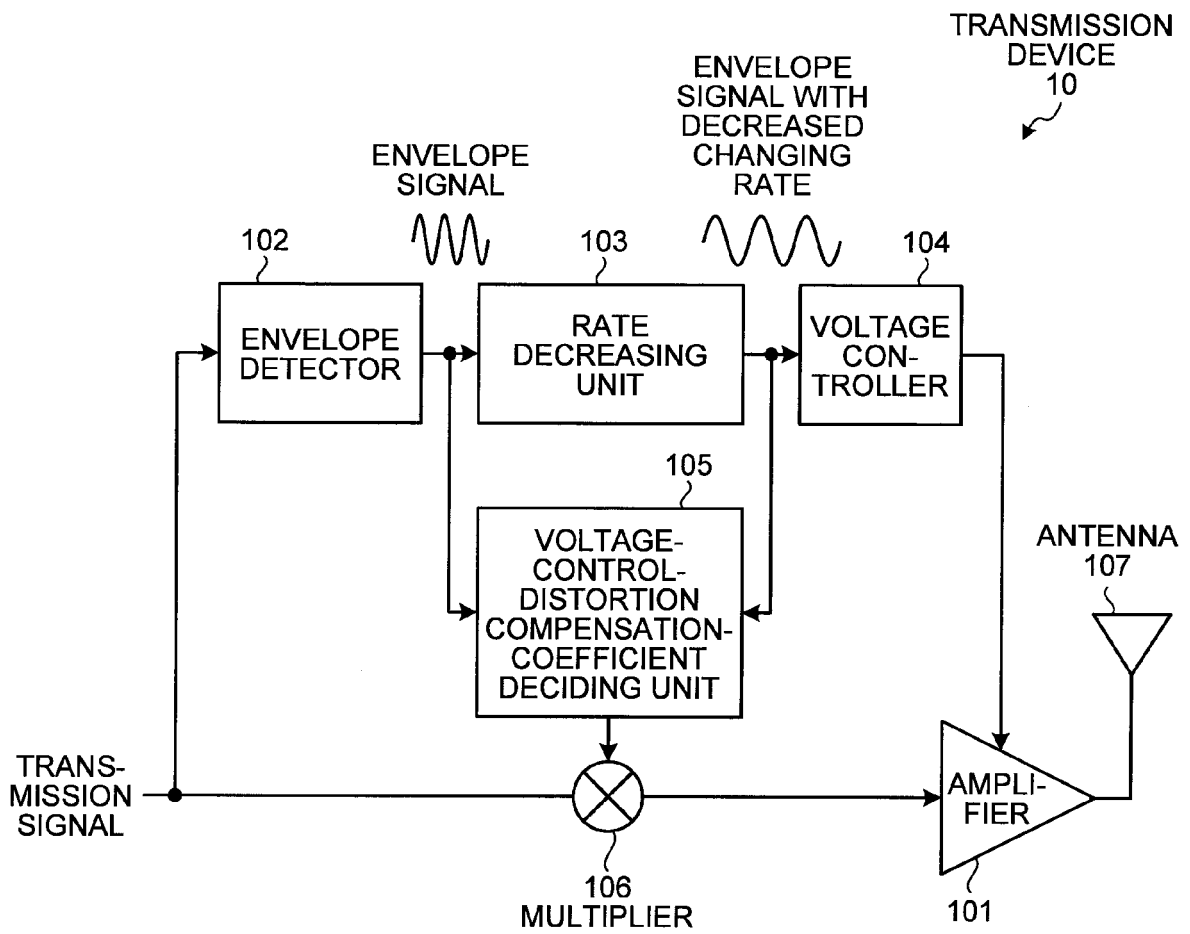 TRANSMISSION
DEVICE
10
ENVELOPE
SIGNAL WITH
DECREASED
CHANGING
RATE
ENVELOPE
SIGNAL
102
103
104
ENVELOPE
DETECTOR
RATE
DECREASING
UNIT
VOLTAGE
CON-
TROLLER
105
VOLTAGE-
CONTROL-
DISTORTION
COMPENSATION-
COEFFICIENT
DECIDING UNIT
ANTENNA
107
TRANS-
MISSION
SIGNAL
AMPLI-
FIER
106
MULTIPLIER
101